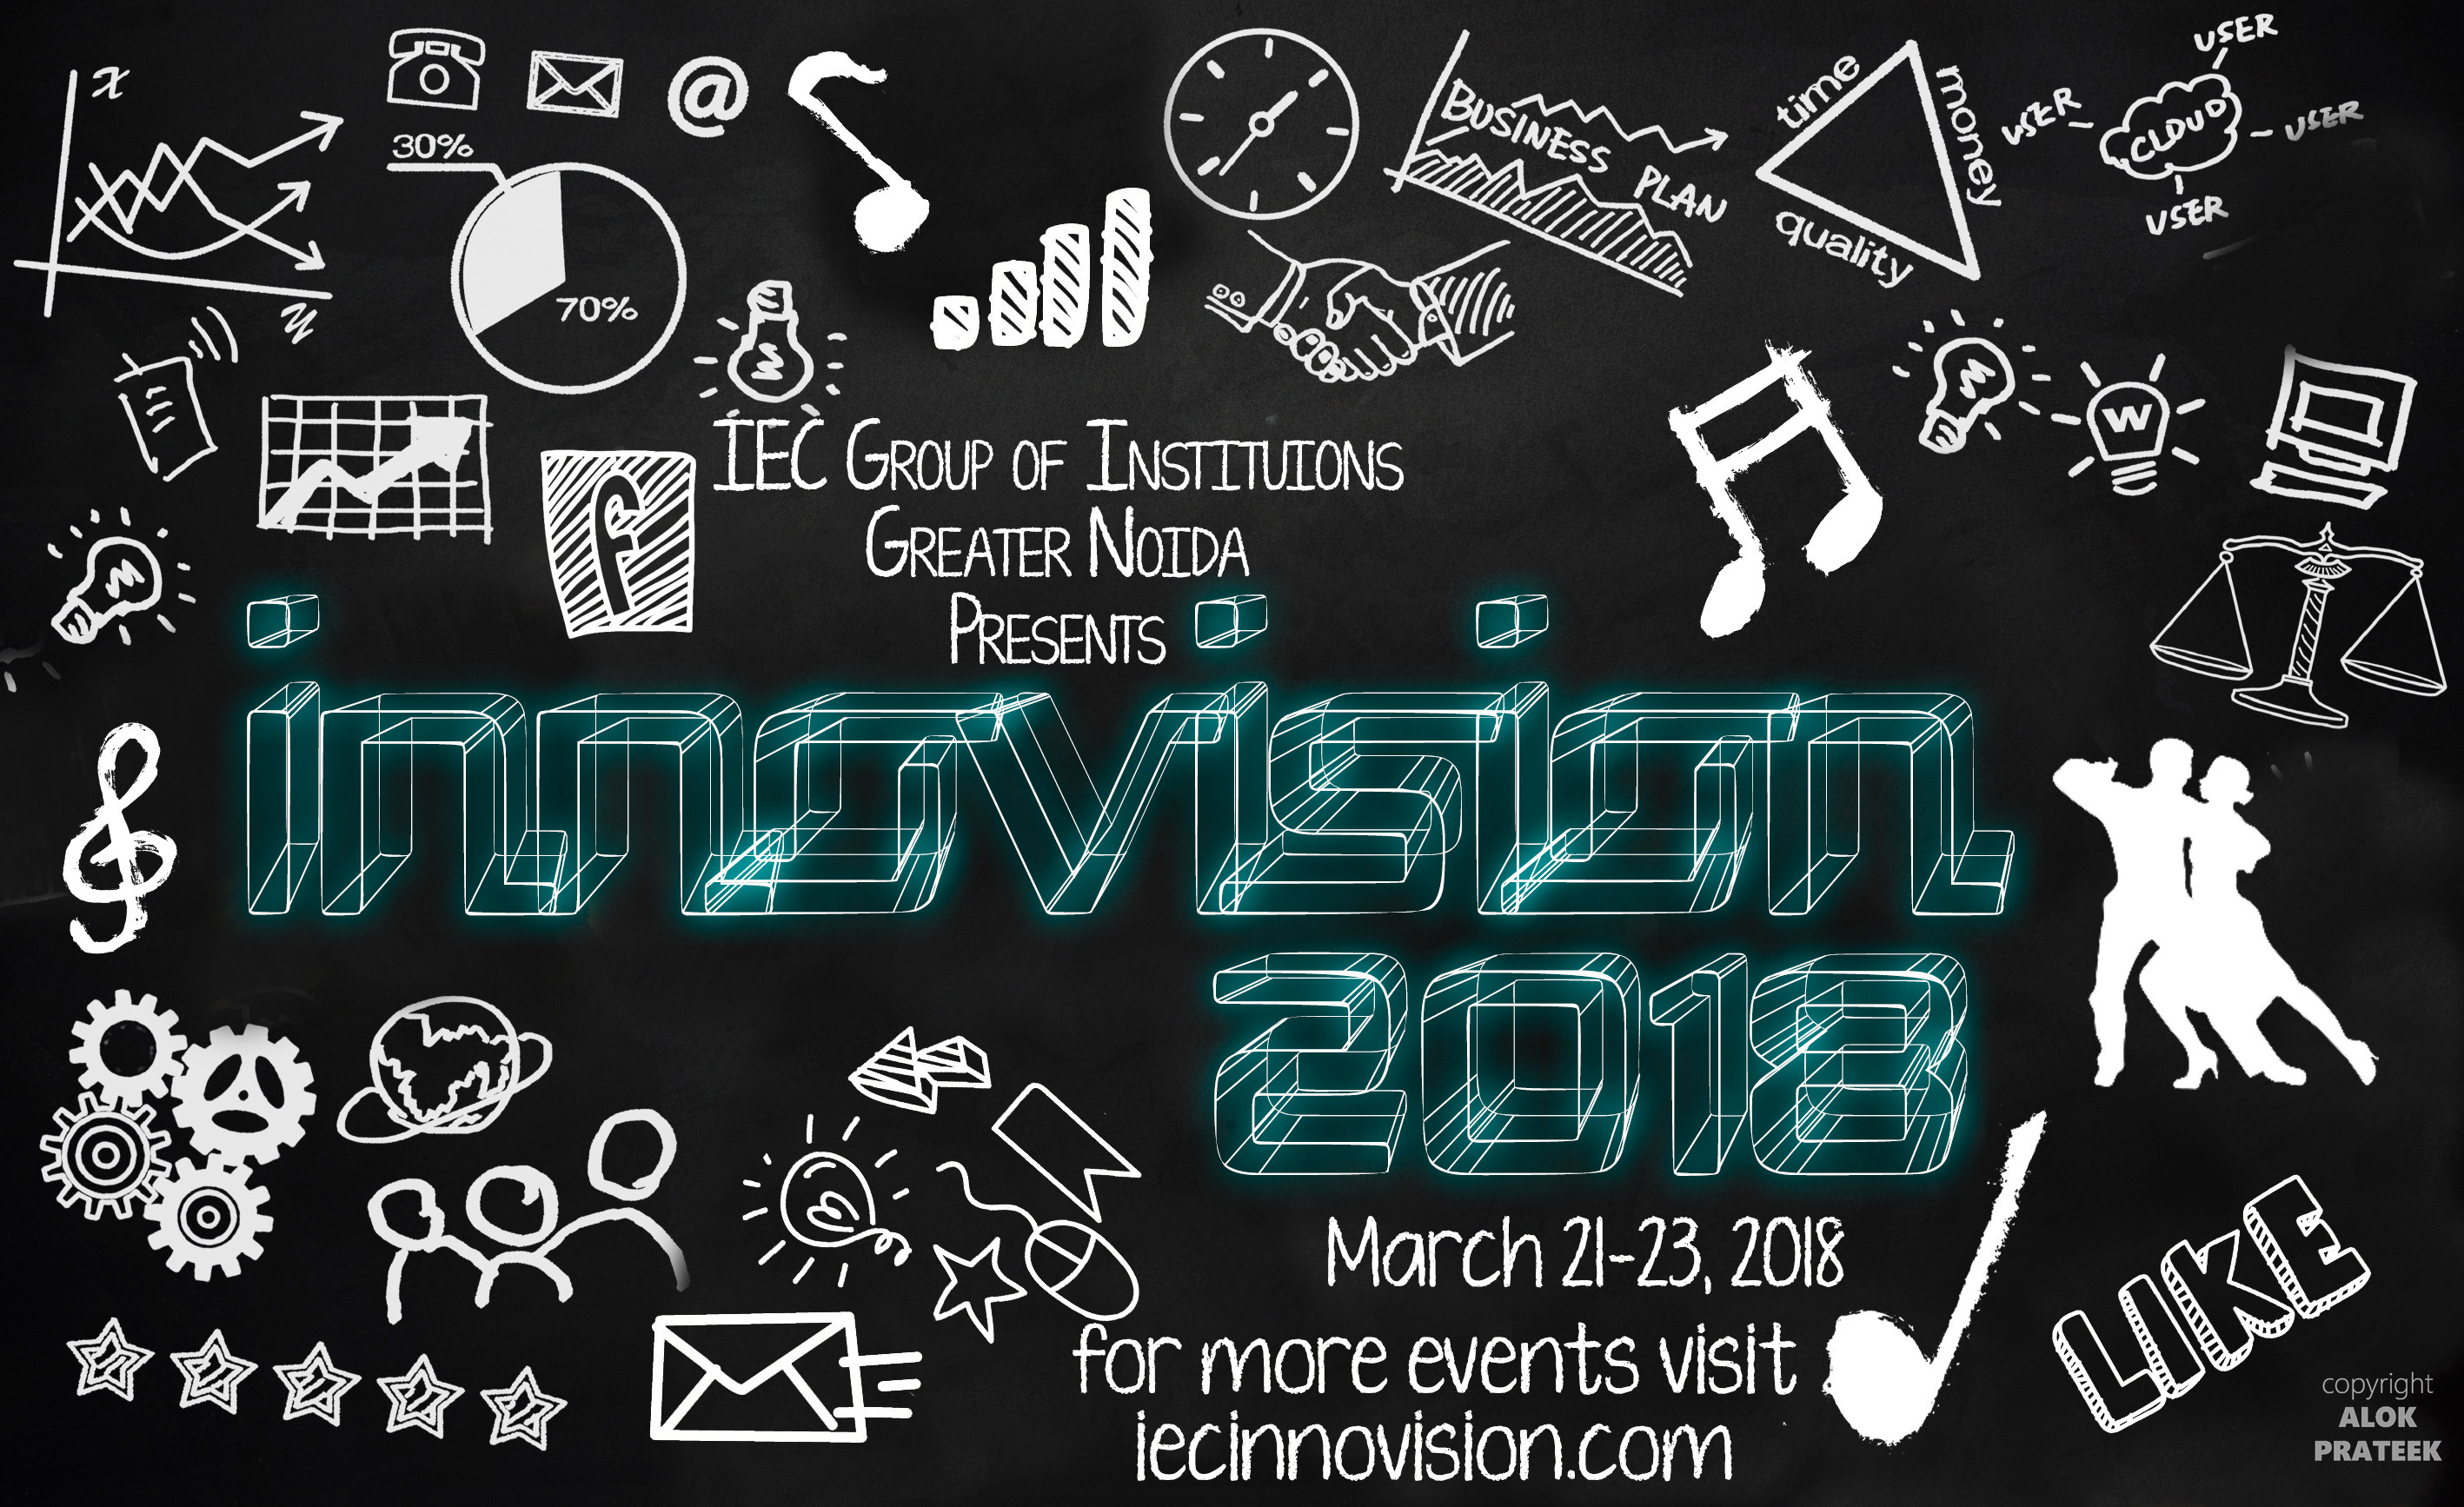 x
@
30%
70%
y
BUSINESS PLAN
time
money
quality
USER
USER
CLOUD
USER
USER
W
f
IEC GROUP OF INSTITUIONS
GREATER NOIDA
PRESENTS
innovision
2018
March 21-23, 2018
for more events visit
iecinnovision.com
LIKE
copyright
ALOK
PRATEEK